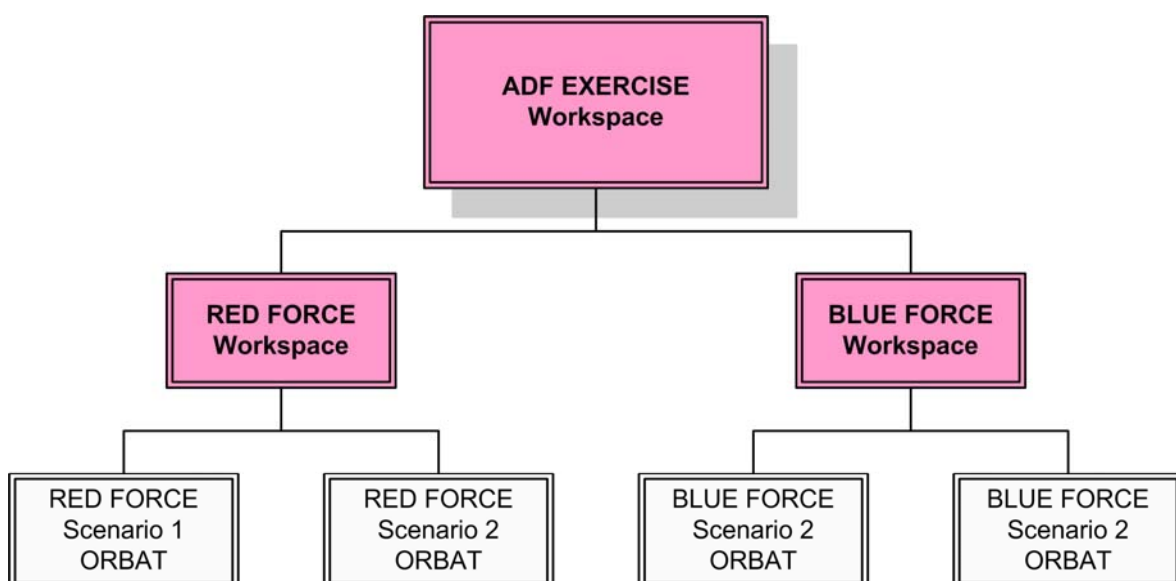 ADF EXERCISE
Workspace
RED FORCE
Workspace
BLUE FORCE
Workspace
RED FORCE
Scenario 1
ORBAT
RED FORCE
Scenario 2
ORBAT
BLUE FORCE
Scenario 2
ORBAT
BLUE FORCE
Scenario 2
ORBAT